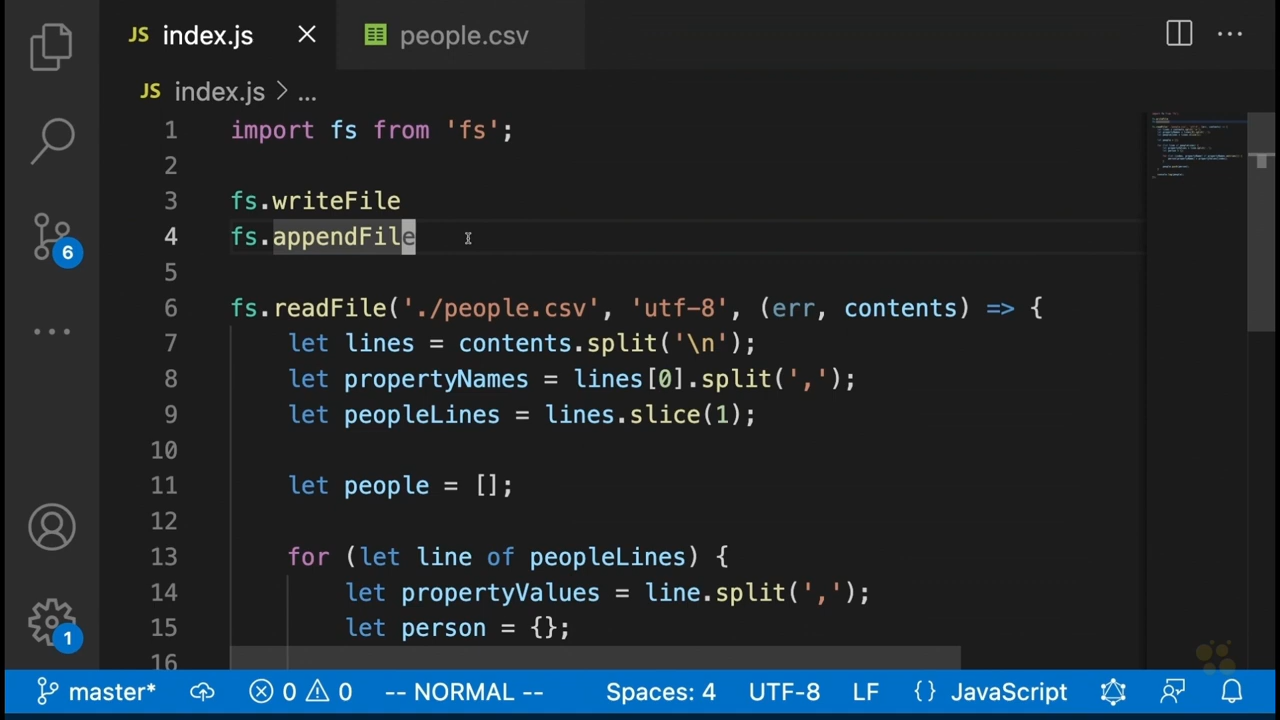 JS index.js × people.csv
JS index.js > ...
1 import fs from 'fs';
2
3 fs.writeFile
4 fs.appendFile
5
6 fs.readFile('./people.csv', 'utf-8', (err, contents) => {
7 let lines = contents.split('\n');
8 let propertyNames = lines[0].split(',');
9 let peopleLines = lines.slice(1);
10
11 let people = [];
12
13 for (let line of peopleLines) {
14 let propertyValues = line.split(',');
15 let person = {};
16
6
1
master* 0 0 -- NORMAL -- Spaces: 4 UTF-8 LF {} JavaScript